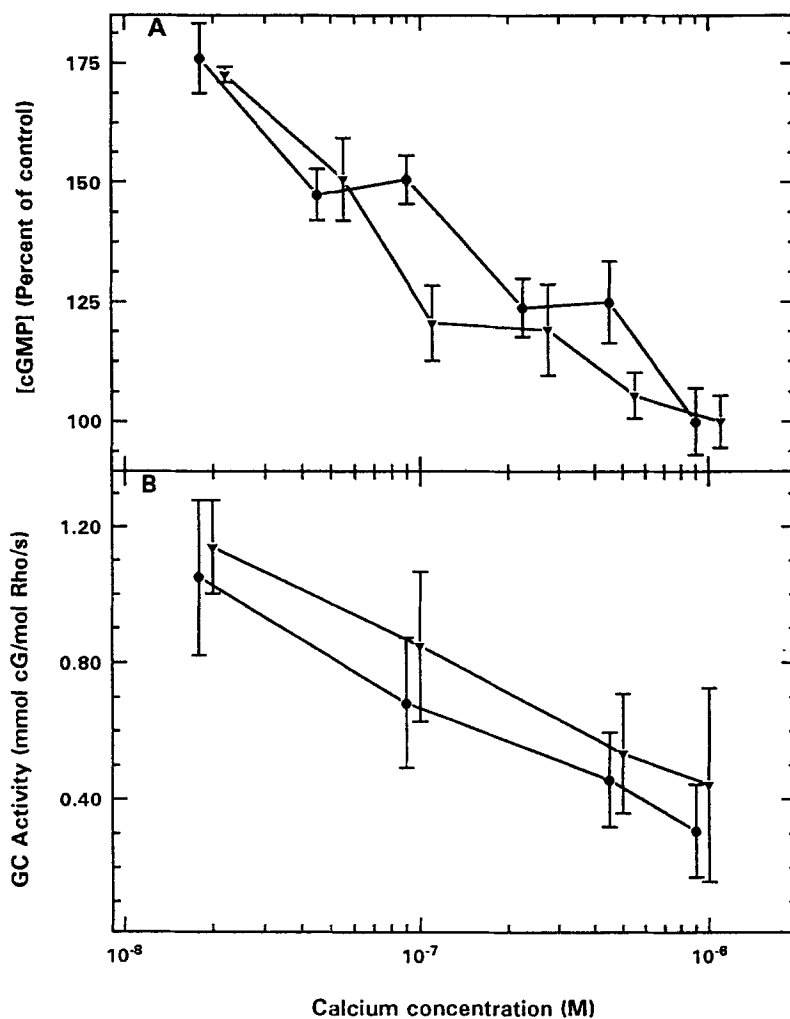 A
175
150
125
100
[cGMP] (Percent of control)
B
1.20
0.80
0.40
GC Activity (mmol cG/mol Rho/s)
10⁻⁸
10⁻⁷
10⁻⁶
Calcium concentration (M)